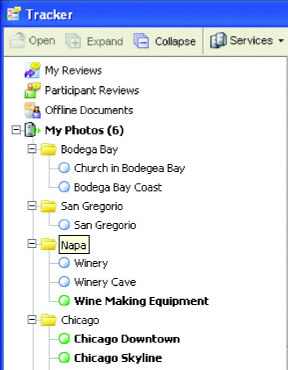 Tracker
Open Expand Collapse Services
My Reviews
Participant Reviews
Offline Documents
My Photos (6)
Bodega Bay
Church in Bodegea Bay
Bodega Bay Coast
San Gregorio
San Gregorio
Napa
Winery
Winery Cave
Wine Making Equipment
Chicago
Chicago Downtown
Chicago Skyline